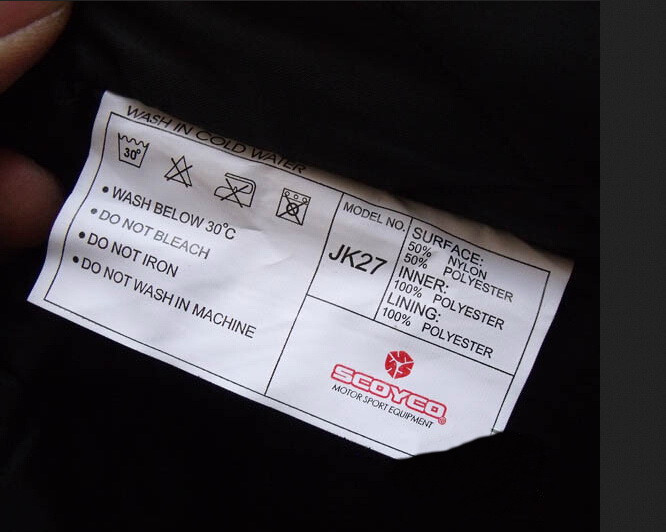 WASH IN COLD WATER
30°
• WASH BELOW 30°C
• DO NOT BLEACH
• DO NOT IRON
• DO NOT WASH IN MACHINE
MODEL NO.
JK27
SURFACE:
50% NYLON
50% POLYESTER
INNER:
100% POLYESTER
LINING:
100% POLYESTER
SCOYCO®
MOTOR SPORT EQUIPMENT